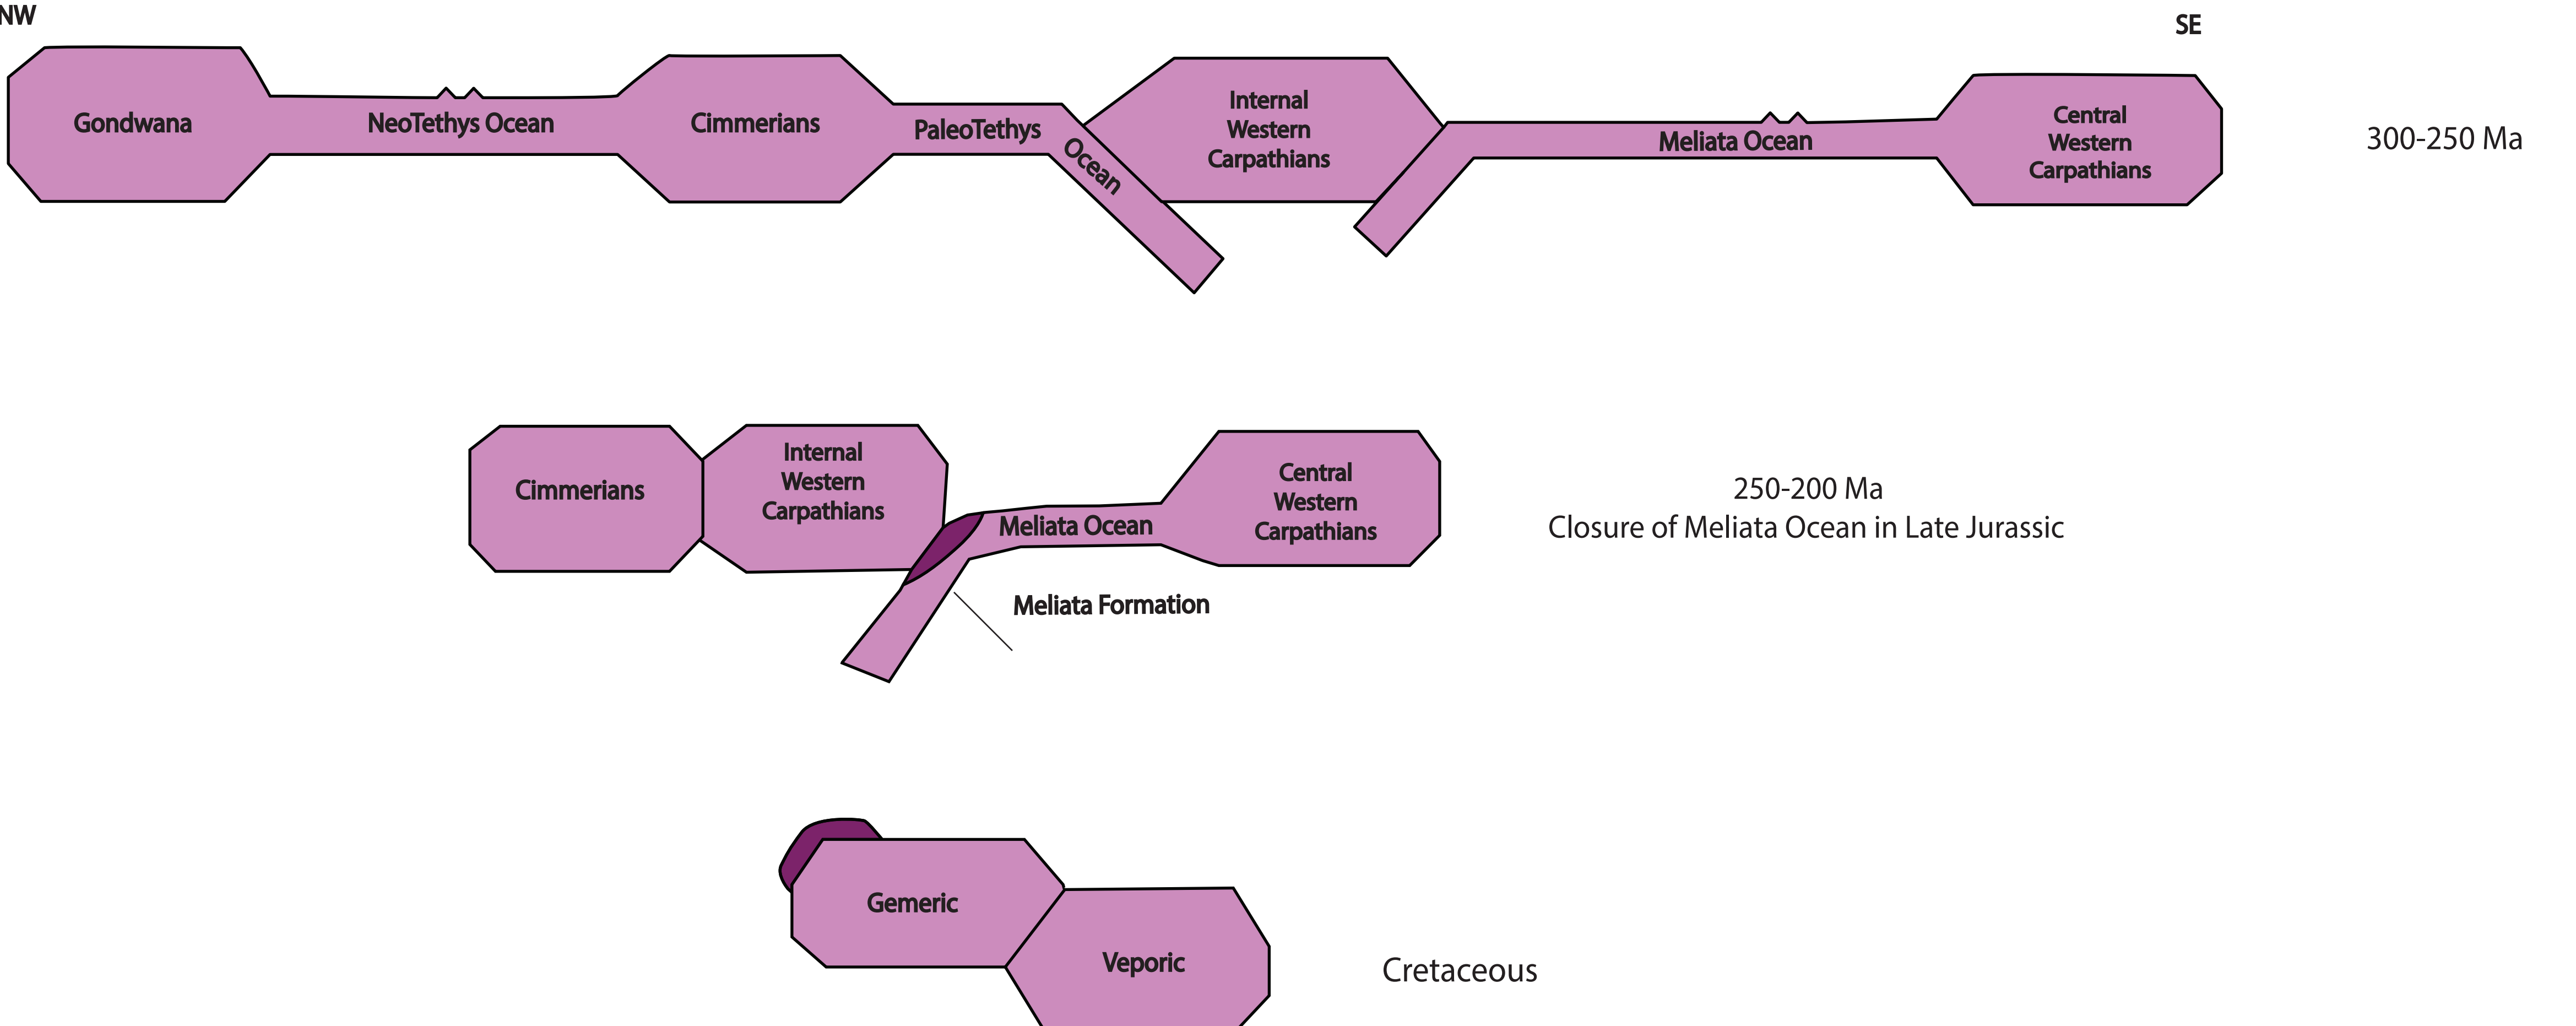 NW
SE
Gondwana
NeoTethys Ocean
Cimmerians
PaleoTethys
Ocean
Internal
Western
Carpathians
Meliata Ocean
Central
Western
Carpathians
300-250 Ma
Cimmerians
Internal
Western
Carpathians
Meliata Ocean
Central
Western
Carpathians
250-200 Ma
Closure of Meliata Ocean in Late Jurassic
Meliata Formation
Gemeric
Veporic
Cretaceous